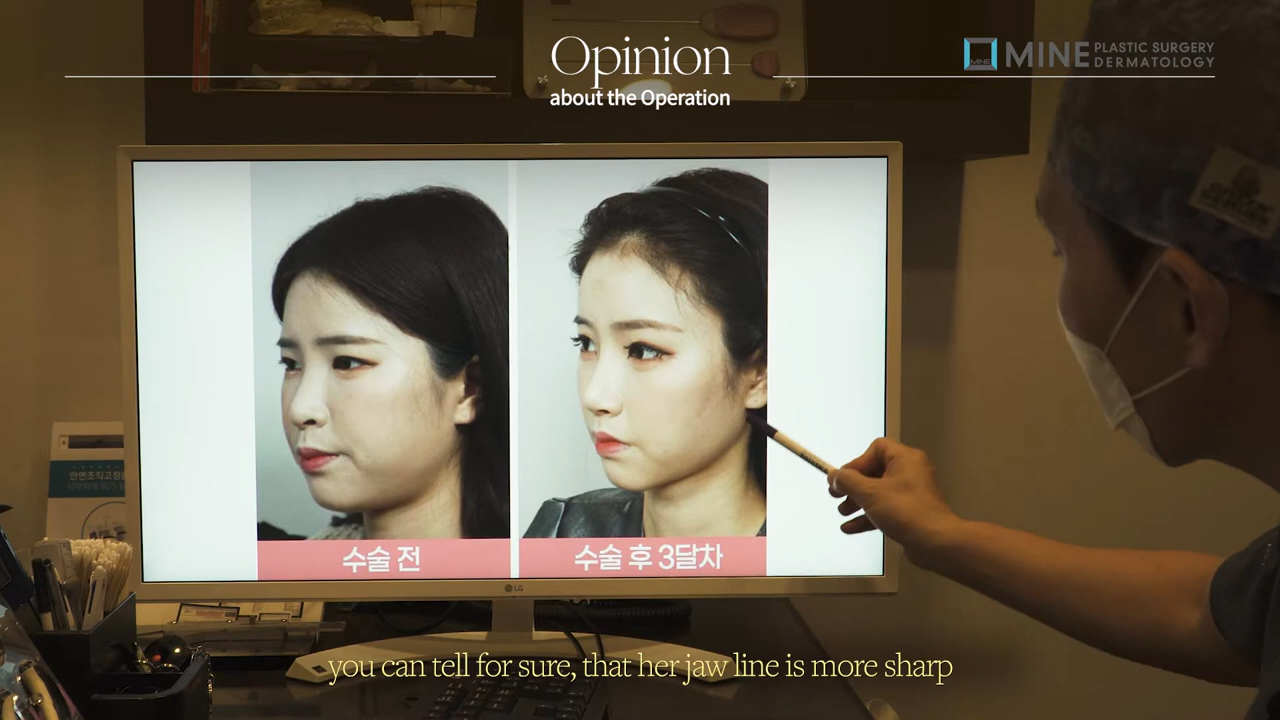 Opinion
about the Operation
MINE
MINE
PLASTIC SURGERY
DERMATOLOGY
수술 전
수술 후 3달차
LG
you can tell for sure, that her jaw line is more sharp